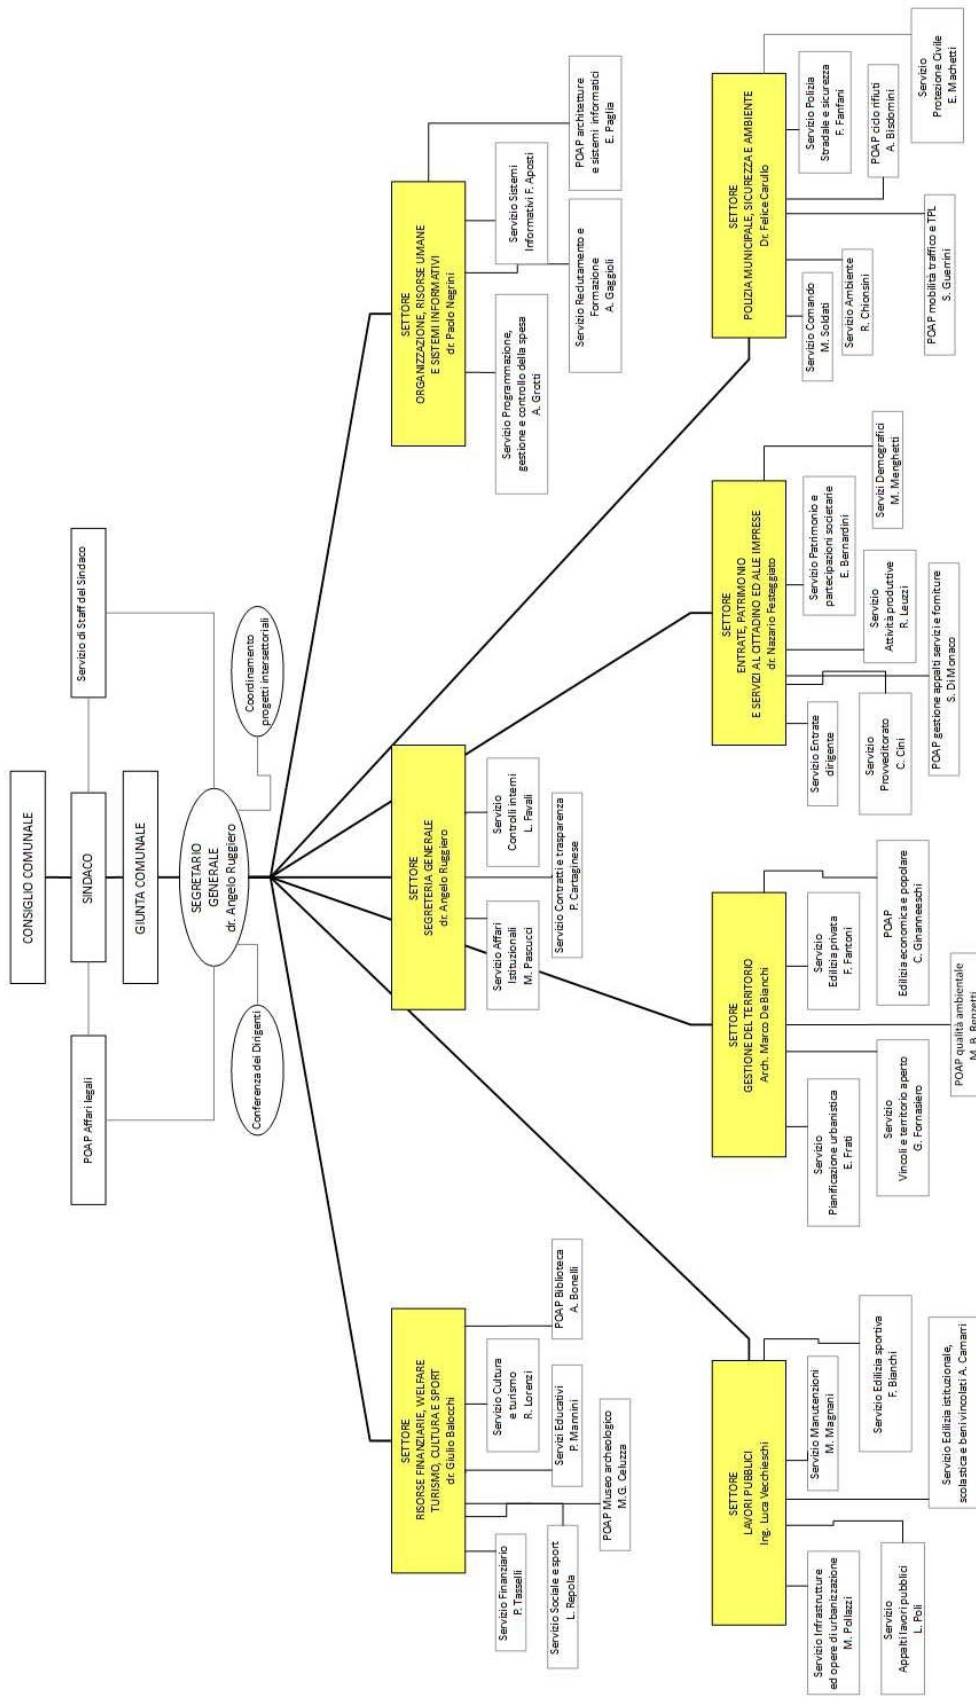 CONSIGLIO COMUNALE
POAP Affari legali
SINDACO
Servizio di Staff del Sindaco
GIUNTA COMUNALE
SEGRETARIO
GENERALE
dr. Angelo Ruggiero
Conferenza dei Dirigenti
Coordinamento
progetti intersettoriali
SETTORE
RISORSE FINANZIARIE, WELFARE
TURISMO, CULTURA E SPORT
dr. Giulio Balocchi
Servizio Finanziario
P. Tasselli
Servizio Sociale e sport
L. Repola
POAP Museo archeologico
M.G. Celuzza
Servizi Educativi
P. Mannini
Servizio Cultura
e turismo
R. Lorenzi
POAP Biblioteca
A. Bonelli
SETTORE
SEGRETERIA GENERALE
dr. Angelo Ruggiero
Servizio Affari
Istituzionali
M. Pascucci
Servizio Contratti e trasparenza
P. Cartaginese
Servizio
Controlli interni
L. Favali
SETTORE
ORGANIZZAZIONE, RISORSE UMANE
E SISTEMI INFORMATIVI
dr. Paolo Negrini
Servizio Programmazione,
gestione e controllo della spesa
A. Grotti
Servizio Reclutamento e
Formazione
A. Gaggioli
Servizio Sistemi
Informativi F. Aposti
POAP architetture
e sistemi informatici
E. Paglia
SETTORE
LAVORI PUBBLICI
Ing. Luca Vecchieschi
Servizio Infrastrutture
ed opere di urbanizzazione
M. Pollazzi
Servizio
Appalti lavori pubblici
L. Poli
Servizio Edilizia istituzionale,
scolastica e beni vincolati A. Camarri
Servizio Manutenzioni
M. Magnani
Servizio Edilizia sportiva
F. Bianchi
SETTORE
GESTIONE DEL TERRITORIO
Arch. Marco De Bianchi
Servizio
Pianificazione urbanistica
E. Frati
Servizio
Vincoli e territorio aperto
G. Fornasiero
POAP qualità ambientale
M. B. Renzetti
Servizio
Edilizia privata
F. Fantoni
POAP
Edilizia economica e popolare
C. Ginanneeschi
SETTORE
ENTRATE, PATRIMONIO
E SERVIZI AL CITTADINO ED ALLE IMPRESE
dr. Nazario Festeggiato
Servizio Entrate
dirigente
Servizio
Provveditorato
C. Cini
POAP gestione appalti servizi e forniture
S. Di Monaco
Servizio
Attività produttive
R. Leuzzi
Servizio Patrimonio e
partecipazioni societarie
E. Bernardini
Servizi Demografici
M. Menghetti
SETTORE
POLIZIA MUNICIPALE, SICUREZZA E AMBIENTE
Dr. Felice Carullo
Servizio Comando
M. Soldati
Servizio Ambiente
R. Chionsini
POAP mobilità traffico e TPL
S. Guerrini
POAP ciclo rifiuti
A. Bisdomini
Servizio Polizia
Stradale e sicurezza
F. Fanfani
Servizio
Protezione Civile
E. Machetti